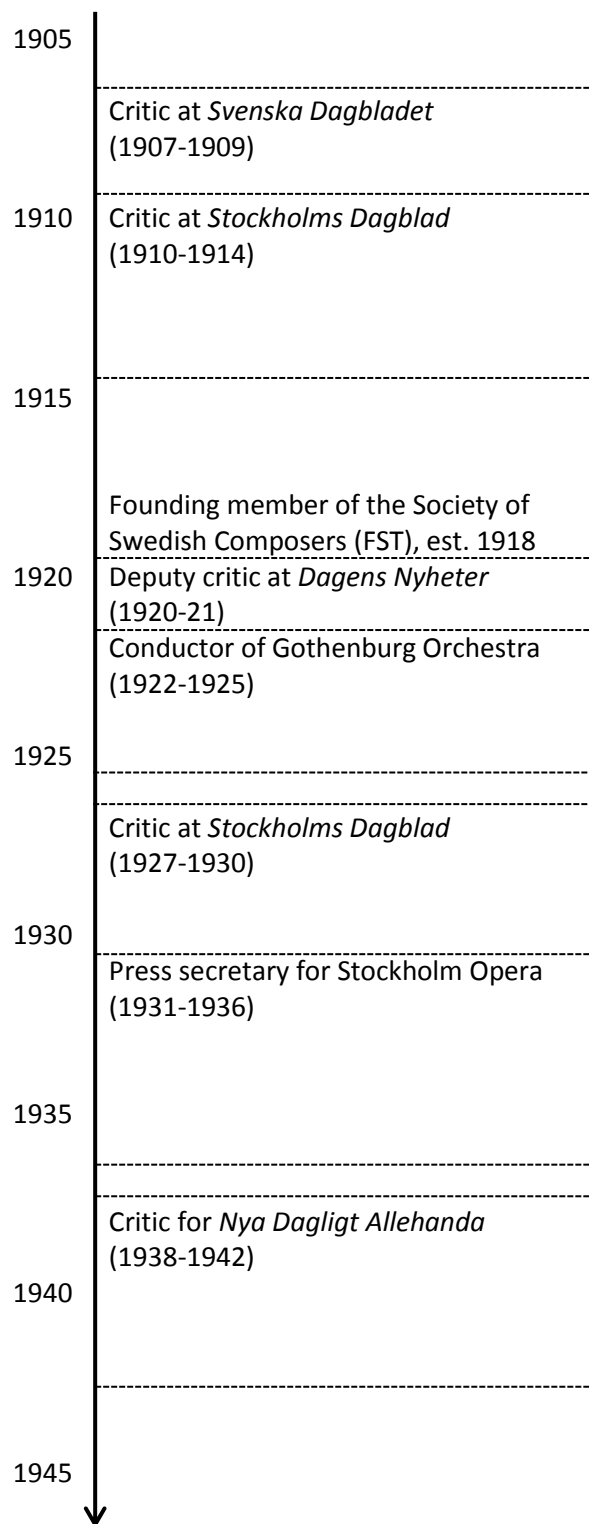 1905
Critic at Svenska Dagbladet
(1907-1909)
1910
Critic at Stockholms Dagblad
(1910-1914)
1915
Founding member of the Society of
Swedish Composers (FST), est. 1918
1920
Deputy critic at Dagens Nyheter
(1920-21)
Conductor of Gothenburg Orchestra
(1922-1925)
1925
Critic at Stockholms Dagblad
(1927-1930)
1930
Press secretary for Stockholm Opera
(1931-1936)
1935
Critic for Nya Dagligt Allehanda
(1938-1942)
1940
1945